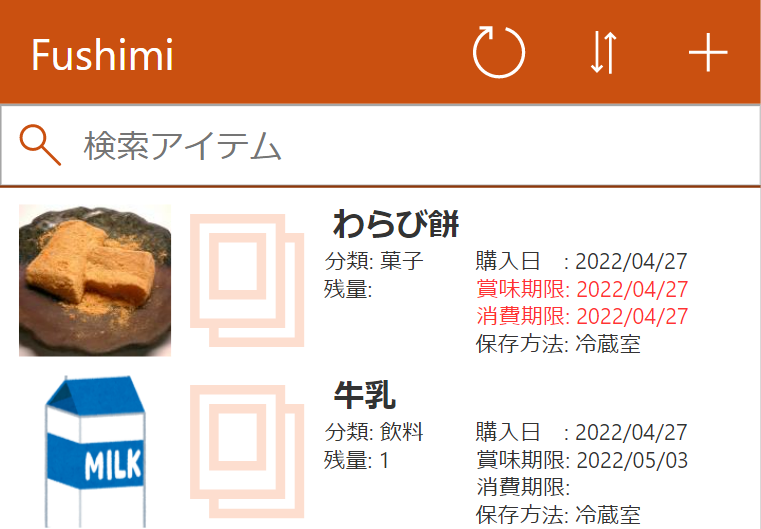 Fushimi
検索アイテム
わらび餅
分類: 菓子
購入日　: 2022/04/27
残量:
賞味期限: 2022/04/27
消費期限: 2022/04/27
保存方法: 冷蔵室
牛乳
MILK
分類: 飲料
購入日　: 2022/04/27
残量: 1
賞味期限: 2022/05/03
消費期限:
保存方法: 冷蔵室